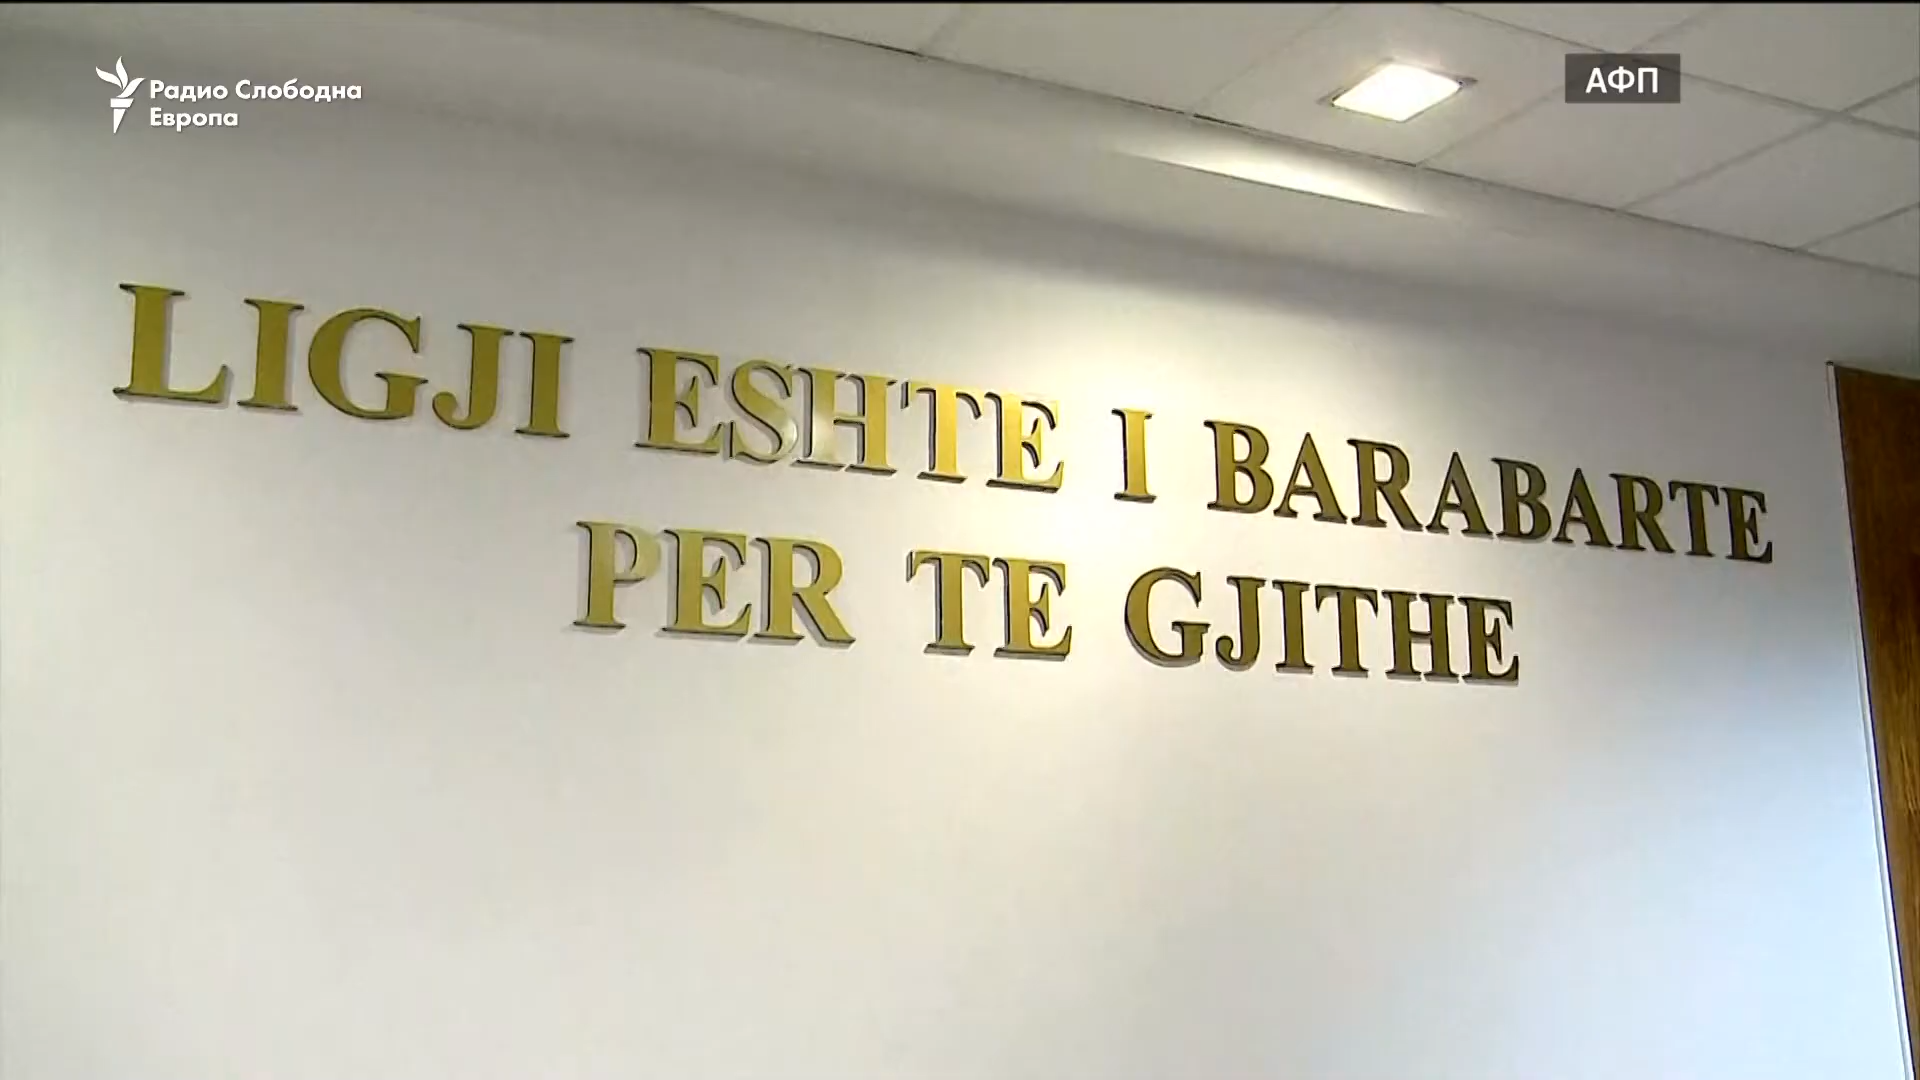 Радио Слободна
Европа
АФП
LIGJI ESHTE I BARABARTE
PER TE GJITHE